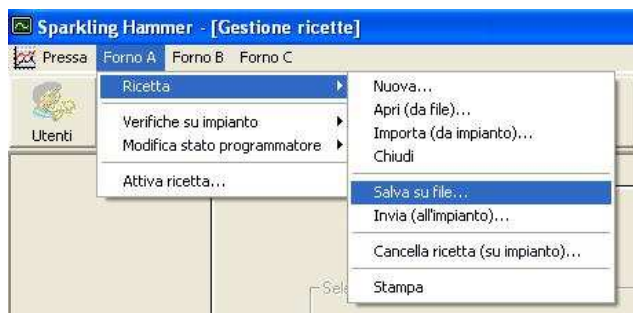 Sparkling Hammer - [Gestione ricette]
Pressa Forno A Forno B Forno C
Utenti
Ricetta
Verifiche su impianto
Modifica stato programmatore
Attiva ricetta...
Nuova...
Apri (da file)...
Importa (da impianto)...
Chiudi
Salva su file...
Invia (all'impianto)...
Cancella ricetta (su impianto)...
Stampa
Sele